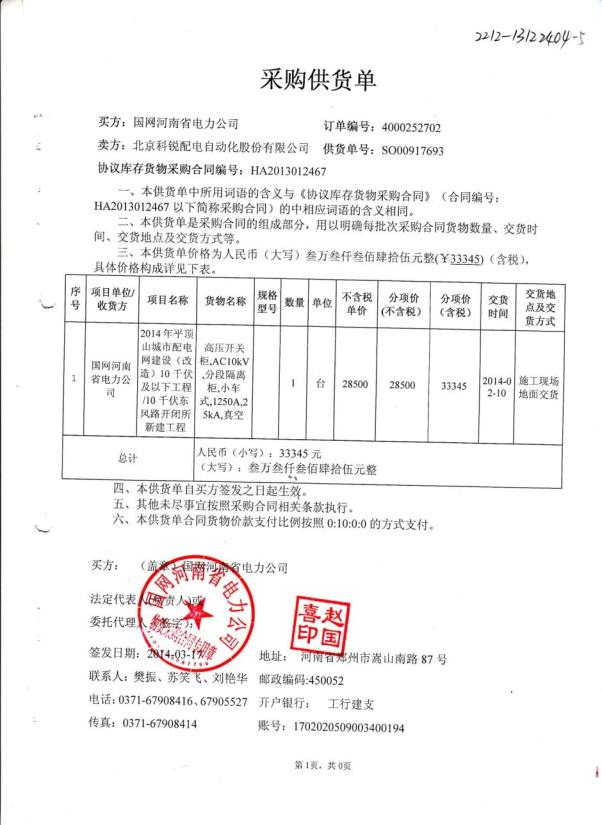 2212-13122404-5
采购供货单
买方：国网河南省电力公司 订单编号：4000252702
卖方：北京科锐配电自动化股份有限公司 供货单号：SO00917693
协议库存货物采购合同编号：HA2013012467
一、本供货单中所用词语的含义与《协议库存货物采购合同》（合同编号：
HA2013012467 以下简称采购合同）的中相应词语的含义相同。
二、本供货单是采购合同的组成部分，用以明确每批次采购合同货物数量、交货时
间、交货地点及交货方式等。
三、本供货单价格为人民币（大写）叁万叁仟叁佰肆拾伍元整(￥33345)（含税），
具体价格构成详见下表。
序号 项目单位/收货方 项目名称 货物名称 规格型号 数量 单位 不含税单价 分项价(不含税) 分项价（含税） 交货时间 交货地点及交货方式
1 国网河南省电力公司 2014年平顶山城市配电网建设（改造）10千伏及以下工程/10千伏东风路开闭所新建工程 高压开关柜,AC10kV,分段隔离柜,小车式,1250A,25kA,真空 1 台 28500 28500 33345 2014-02-10 施工现场地面交货
总计 人民币（小写）：33345 元
（大写）：叁万叁仟叁佰肆拾伍元整
四、本供货单自买方签发之日起生效。
五、其他未尽事宜按照采购合同相关条款执行。
六、本供货单合同货物价款支付比例按照 0:10:0:0 的方式支付。
买方：（盖章）国网河南省电力公司
法定代表人(负责人)或
委托代理人（签字）：
国网河南省电力公司
赵国喜印
签发日期：2014-03-17 地址：河南省郑州市嵩山南路 87 号
联系人：樊振、苏笑飞、刘艳华 邮政编码:450052
电话：0371-67908416、67905527 开户银行：工行建支
传真：0371-67908414 账号：1702020509003400194
第 1页，共 0页